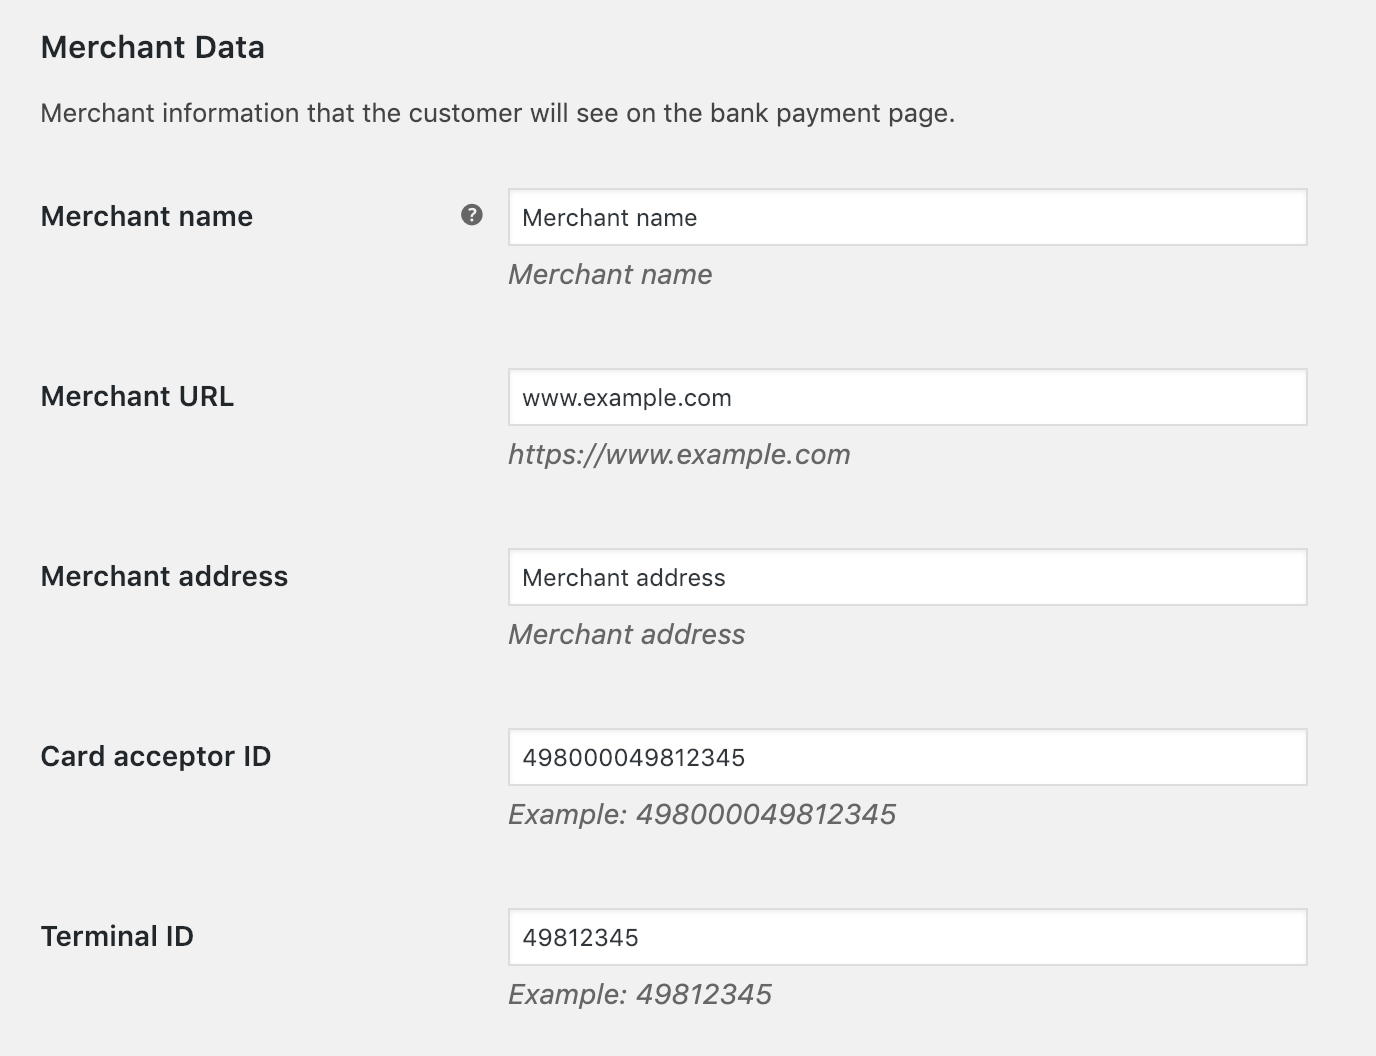 Merchant Data
Merchant information that the customer will see on the bank payment page.
Merchant name
?
Merchant name
Merchant name
Merchant URL
www.example.com
https://www.example.com
Merchant address
Merchant address
Merchant address
Card acceptor ID
498000049812345
Example: 498000049812345
Terminal ID
49812345
Example: 49812345